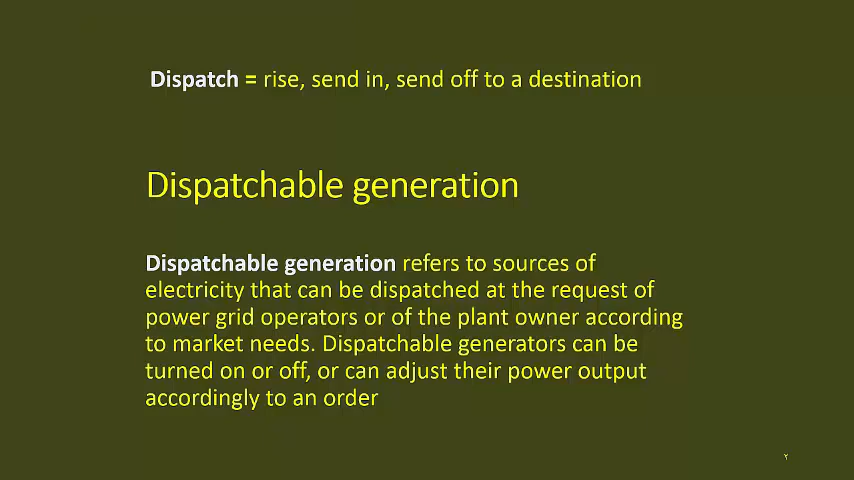 Dispatch = rise, send in, send off to a destination
Dispatchable generation
Dispatchable generation refers to sources of
electricity that can be dispatched at the request of
power grid operators or of the plant owner according
to market needs. Dispatchable generators can be
turned on or off, or can adjust their power output
accordingly to an order
٢